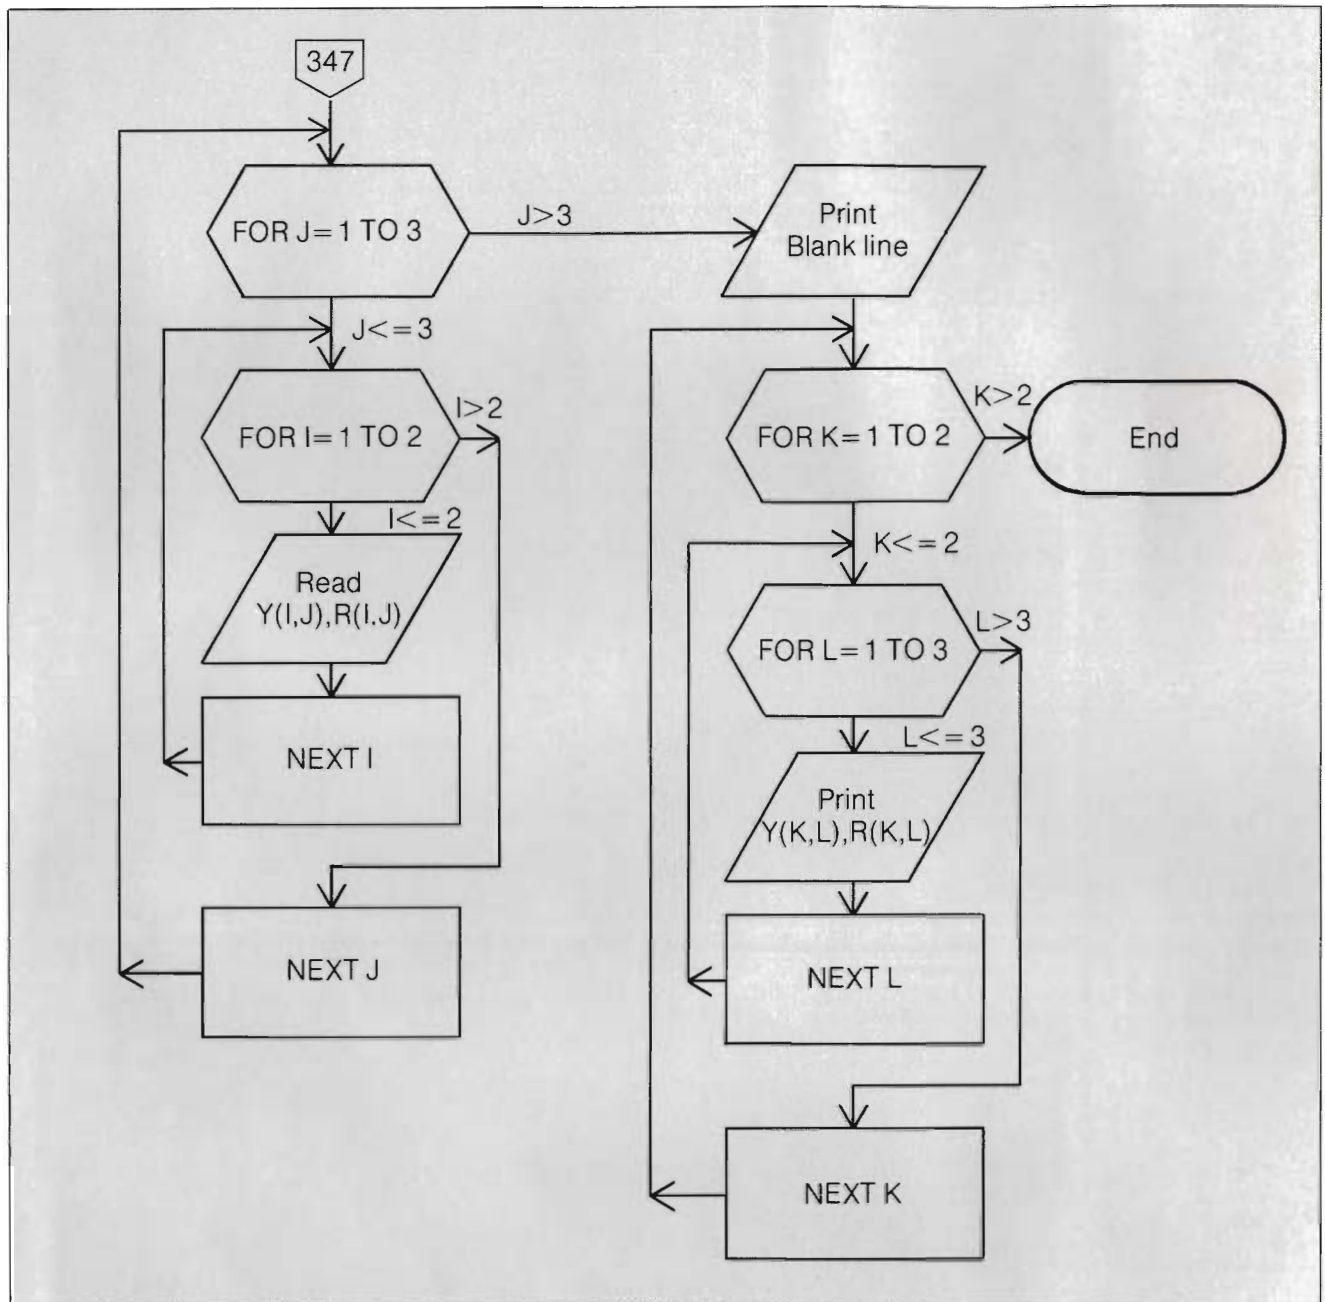 347
FOR J=1 TO 3
J>3
Print
Blank line
J<=3
FOR I=1 TO 2
I>2
I<=2
Read
Y(I,J),R(I,J)
NEXT I
NEXT J
FOR K=1 TO 2
K>2
End
K<=2
FOR L=1 TO 3
L>3
L<=3
Print
Y(K,L),R(K,L)
NEXT L
NEXT K